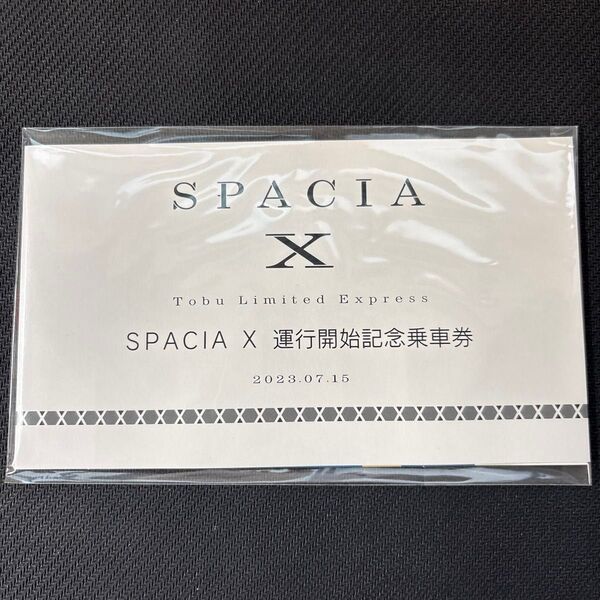 SPACIA
X
Tobu Limited Express
SPACIA X 運行開始記念乗車券
2023.07.15